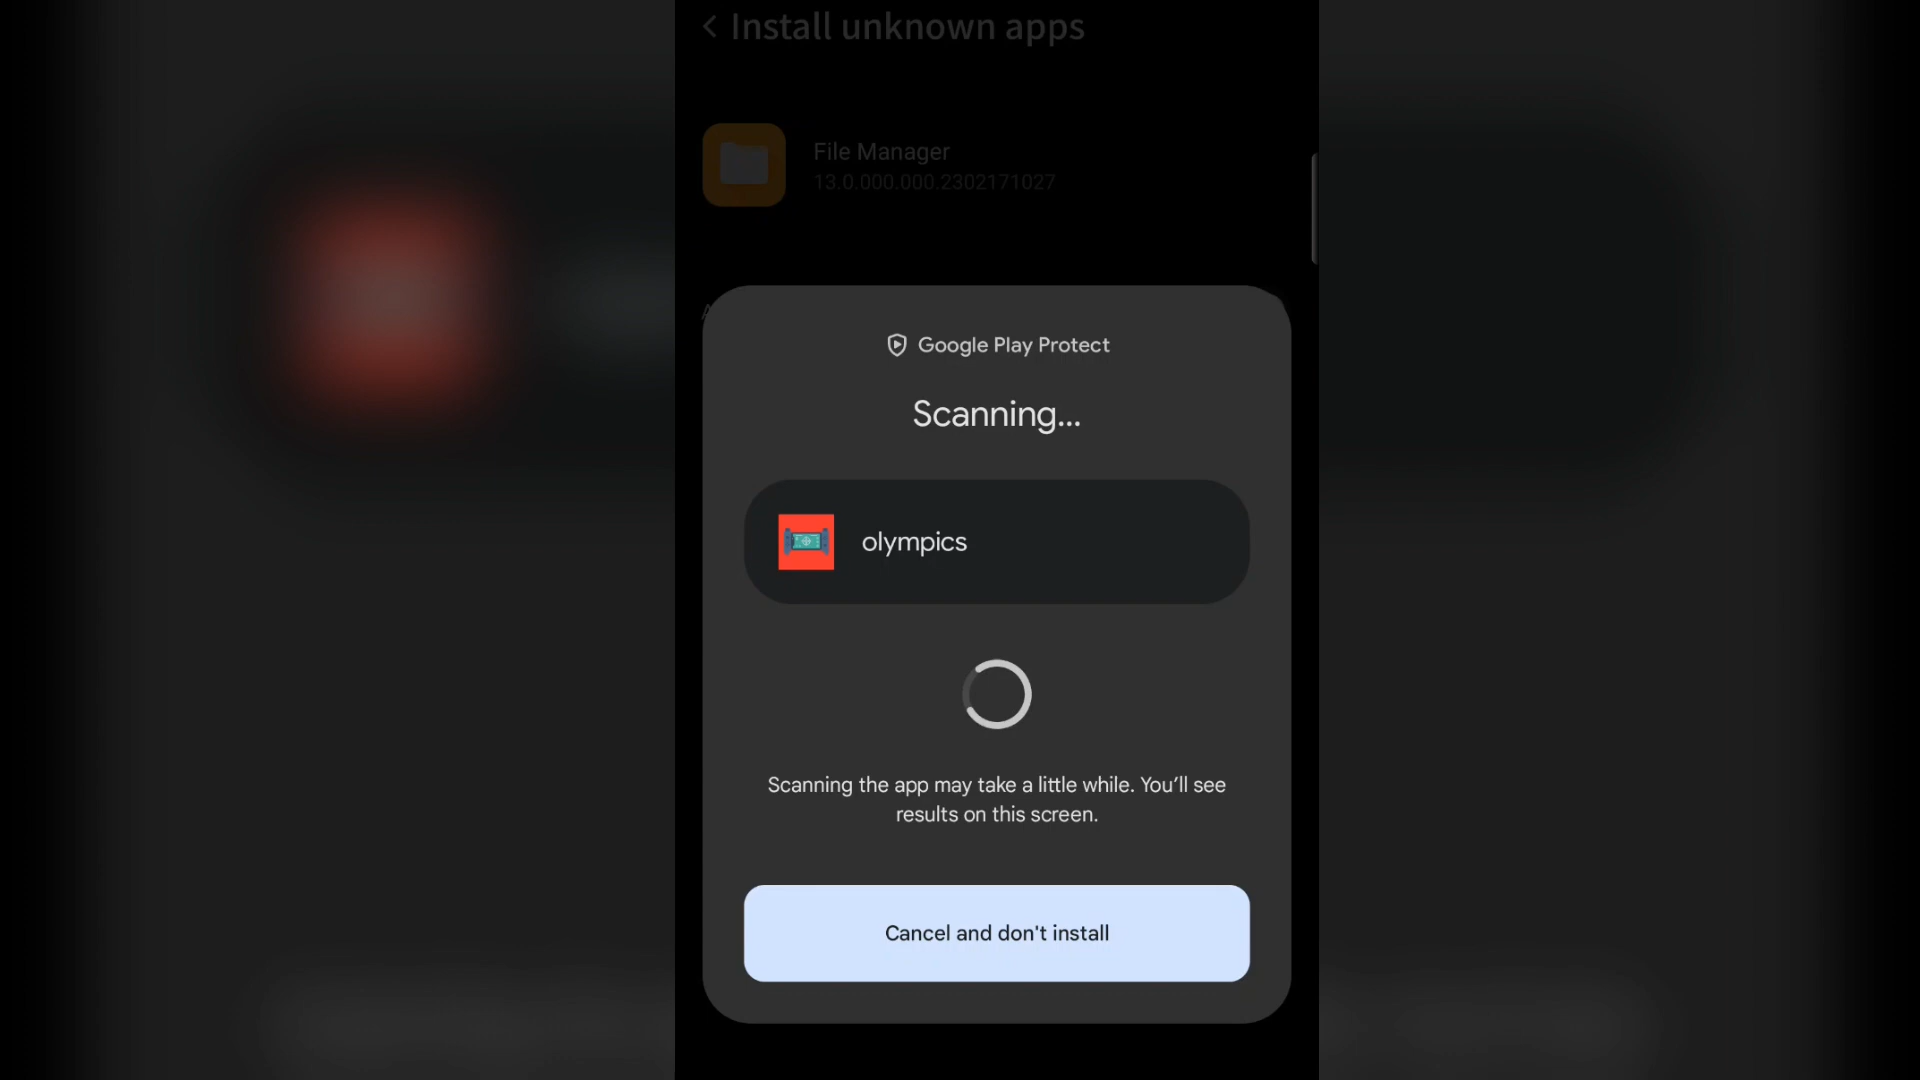 Install unknown apps
File Manager
13.0.000.000.2302171027
Google Play Protect
Scanning...
olympics
Scanning the app may take a little while. You’ll see
results on this screen.
Cancel and don't install